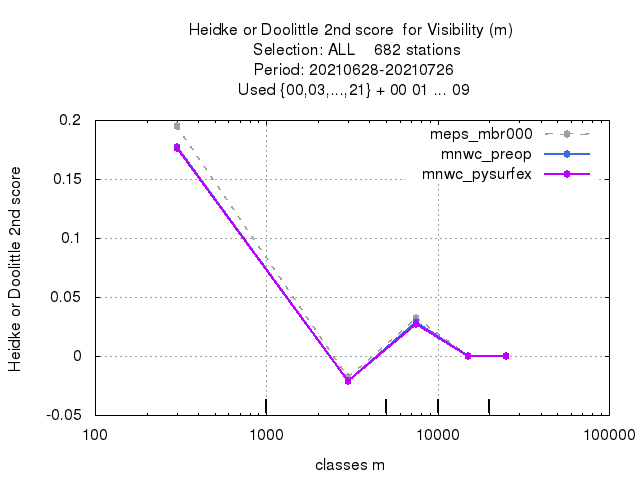 Heidke or Doolittle 2nd score  for Visibility (m)
Selection: ALL    682 stations
Period: 20210628-20210726
Used {00,03,...,21} + 00 01 ... 09
0.2
0.15
0.1
0.05
0
-0.05
Heidke or Doolittle 2nd score
meps_mbr000
mnwc_preop
mnwc_pysurfex
100 1000 10000 100000
classes m